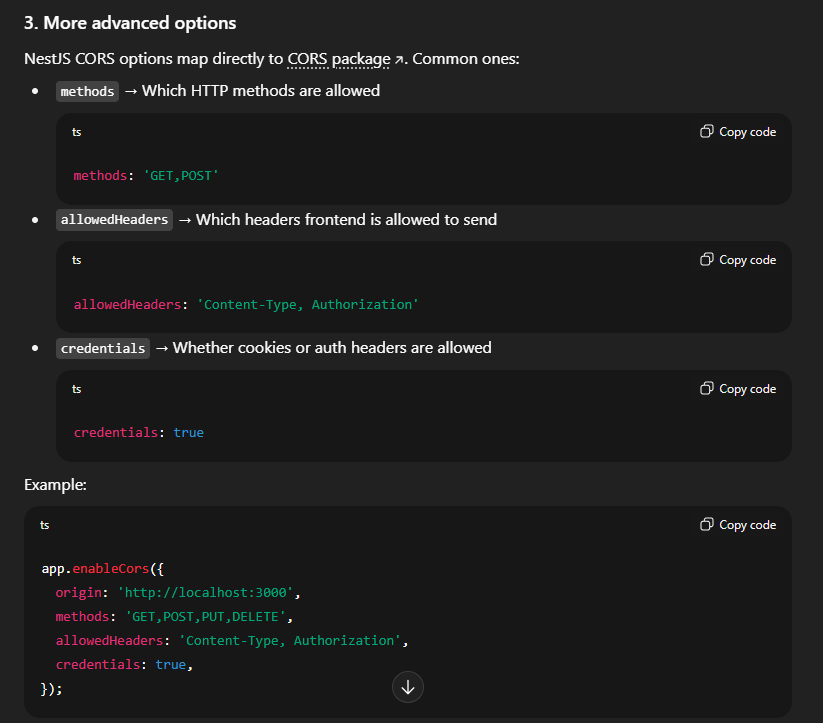 3. More advanced options
NestJS CORS options map directly to CORS package ↗. Common ones:
• methods → Which HTTP methods are allowed
ts Copy code
methods: 'GET,POST'
• allowedHeaders → Which headers frontend is allowed to send
ts Copy code
allowedHeaders: 'Content-Type, Authorization'
• credentials → Whether cookies or auth headers are allowed
ts Copy code
credentials: true
Example:
ts Copy code
app.enableCors({
  origin: 'http://localhost:3000',
  methods: 'GET,POST,PUT,DELETE',
  allowedHeaders: 'Content-Type, Authorization',
  credentials: true,
});